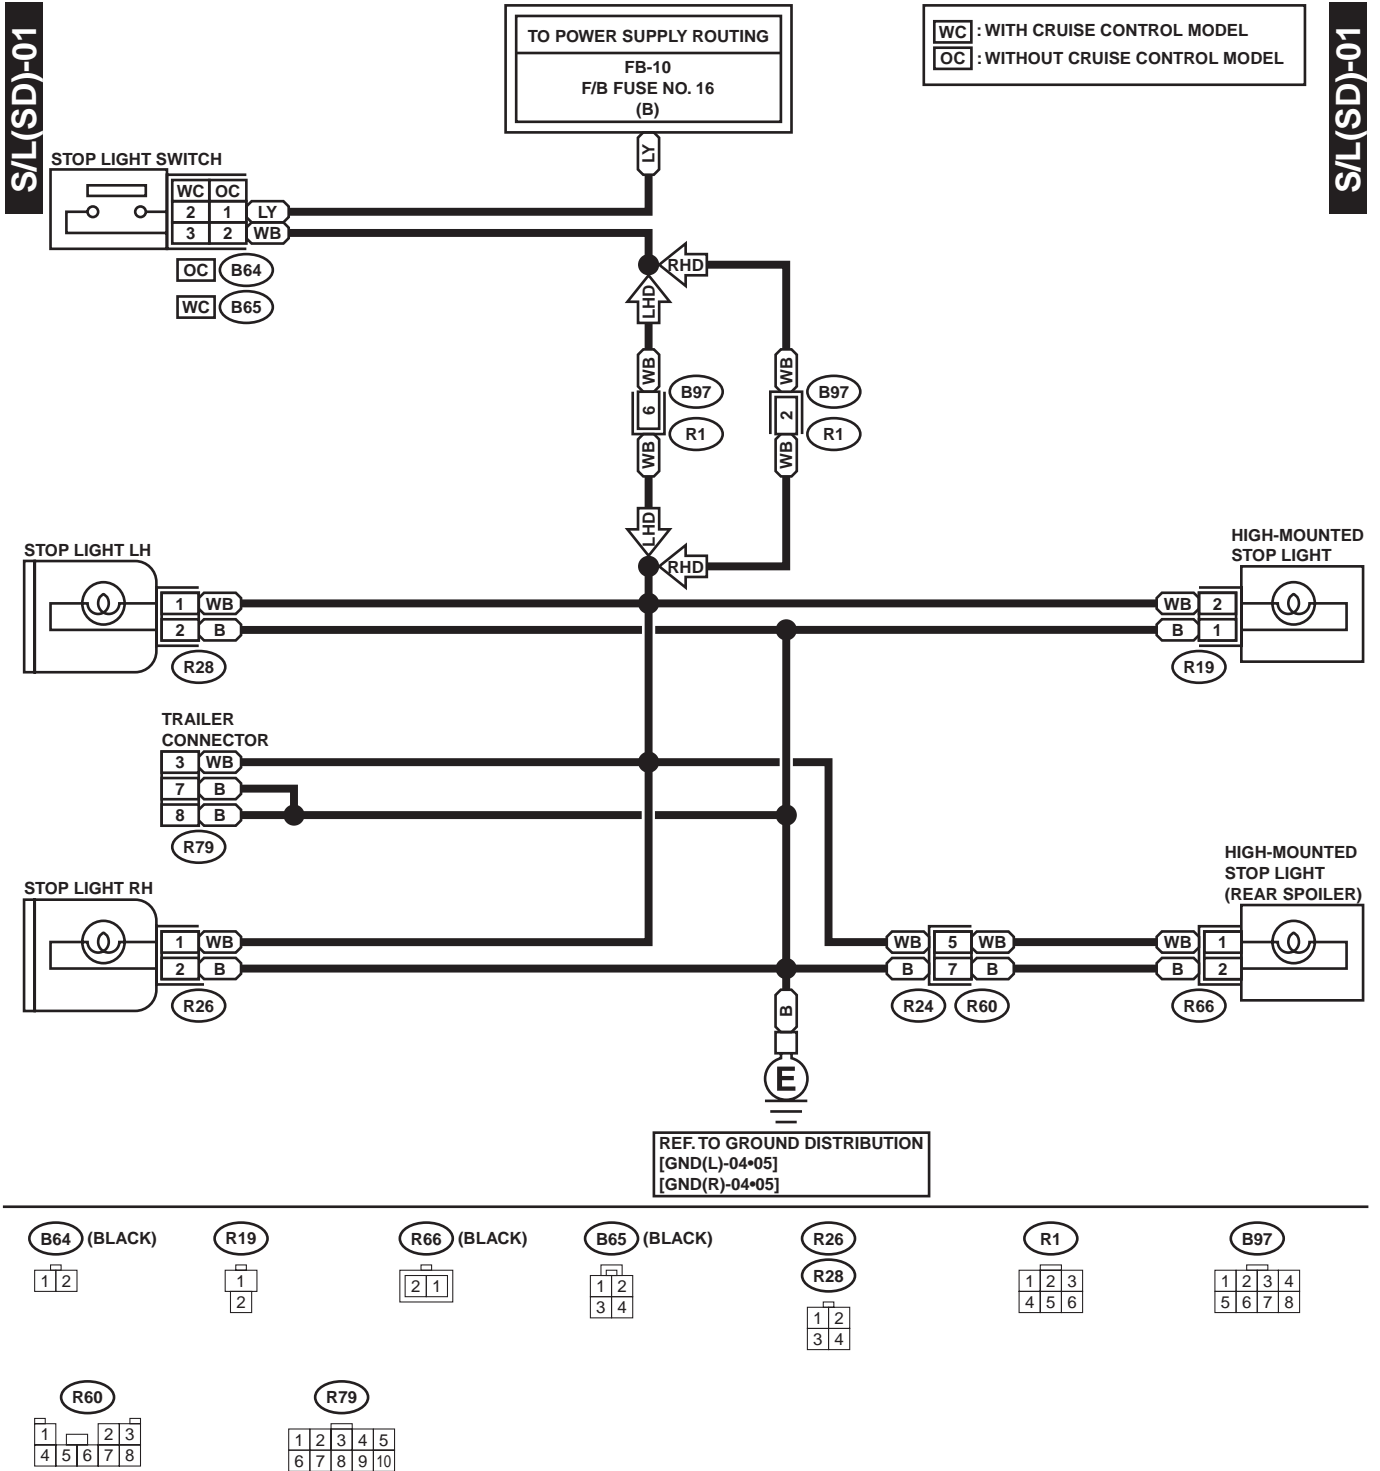 S/L(SD)-01
S/L(SD)-01
TO POWER SUPPLY ROUTING
FB-10
F/B FUSE NO. 16
(B)
WC : WITH CRUISE CONTROL MODEL
OC : WITHOUT CRUISE CONTROL MODEL
LY
STOP LIGHT SWITCH
WC OC
2 1 LY
3 2 WB
OC B64
WC B65
RHD
LHD
WB WB
6 B97 2 B97
R1 R1
WB WB
LHD
RHD
STOP LIGHT LH
1 WB
2 B
R28
HIGH-MOUNTED
STOP LIGHT
WB 2
B 1
R19
TRAILER
CONNECTOR
3 WB
7 B
8 B
R79
STOP LIGHT RH
1 WB
2 B
R26
HIGH-MOUNTED
STOP LIGHT
(REAR SPOILER)
WB 5 WB WB 1
B 7 B B 2
R24 R60 R66
B
E
REF. TO GROUND DISTRIBUTION
[GND(L)-04•05]
[GND(R)-04•05]
B64 (BLACK)
1 2
R19
1
2
R66 (BLACK)
2 1
B65 (BLACK)
1 2
3 4
R26
R28
1 2
3 4
R1
1 2 3
4 5 6
B97
1 2 3 4
5 6 7 8
R60
1 2 3
4 5 6 7 8
R79
1 2 3 4 5
6 7 8 9 10